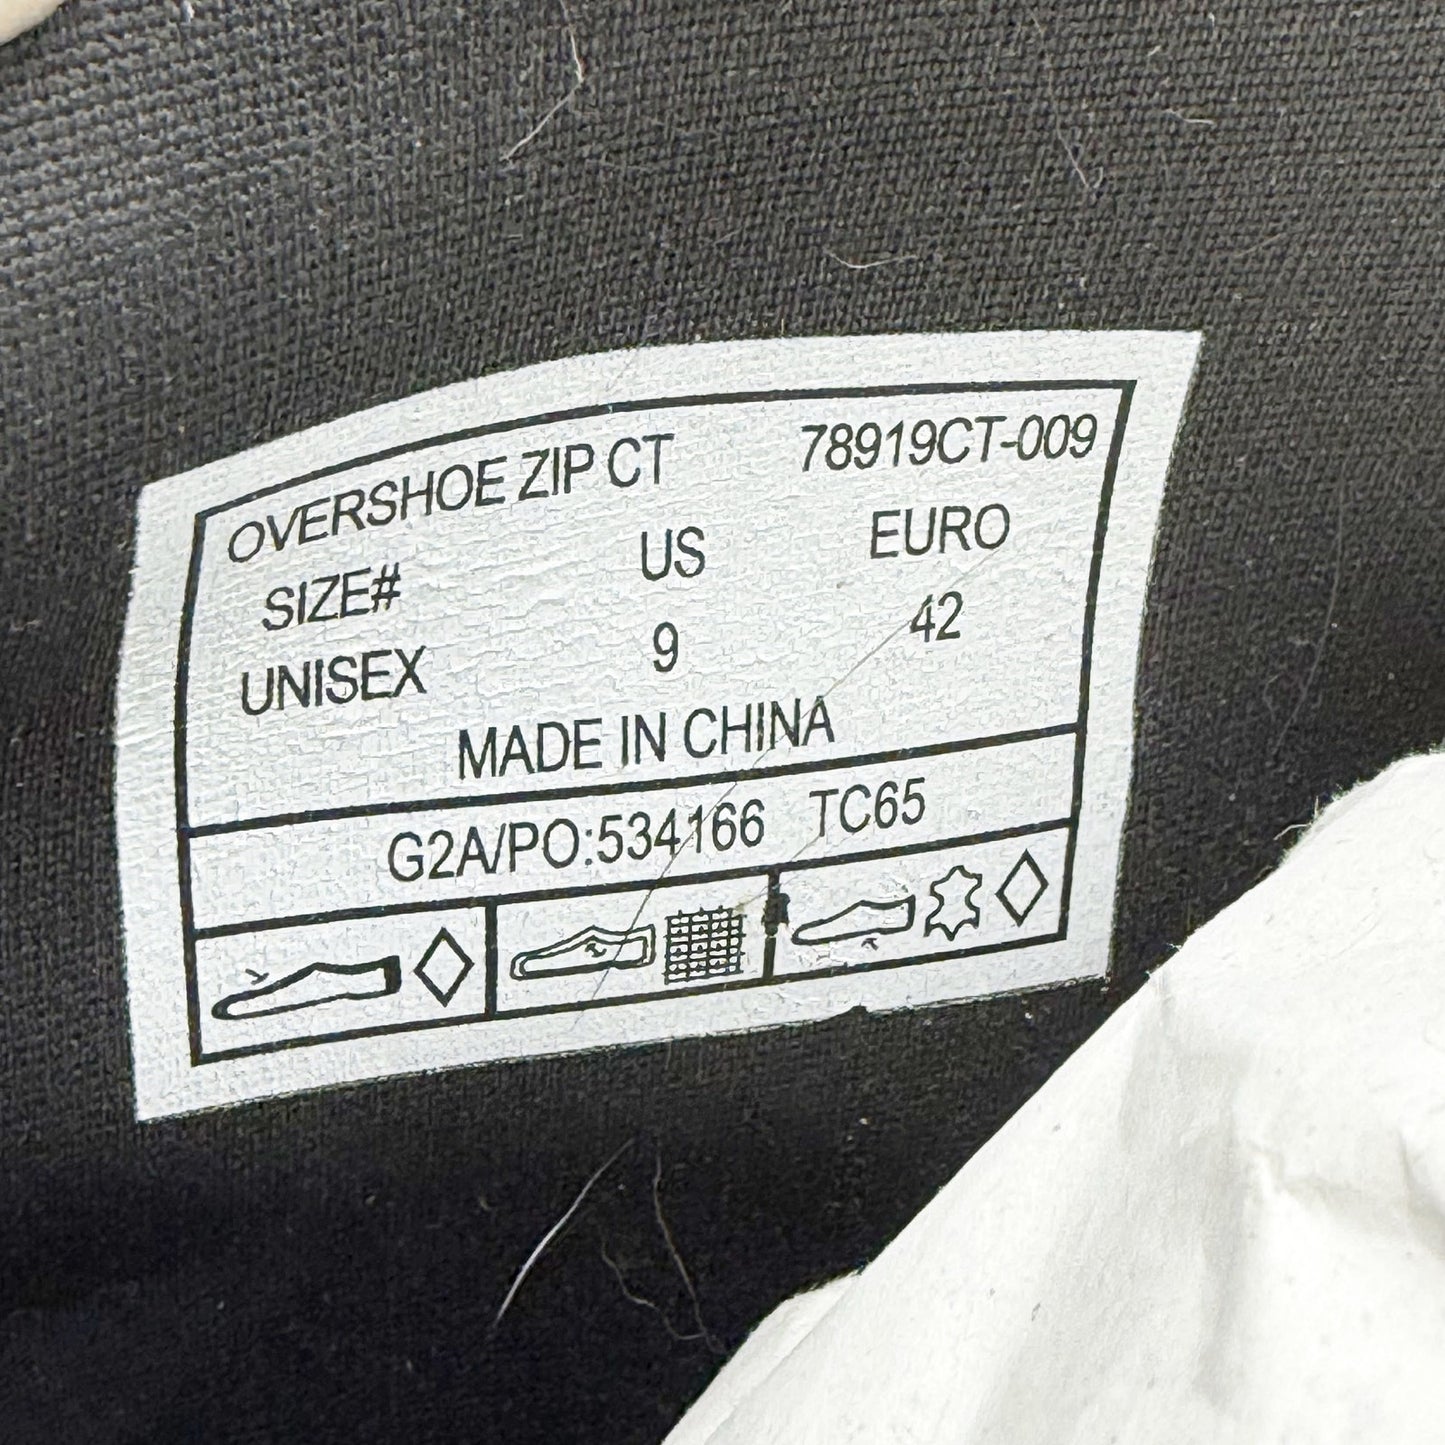 OVERSHOE ZIP CT 78919CT-009
SIZE# US EURO
UNISEX 9 42
MADE IN CHINA
G2A/PO:534166 TC65